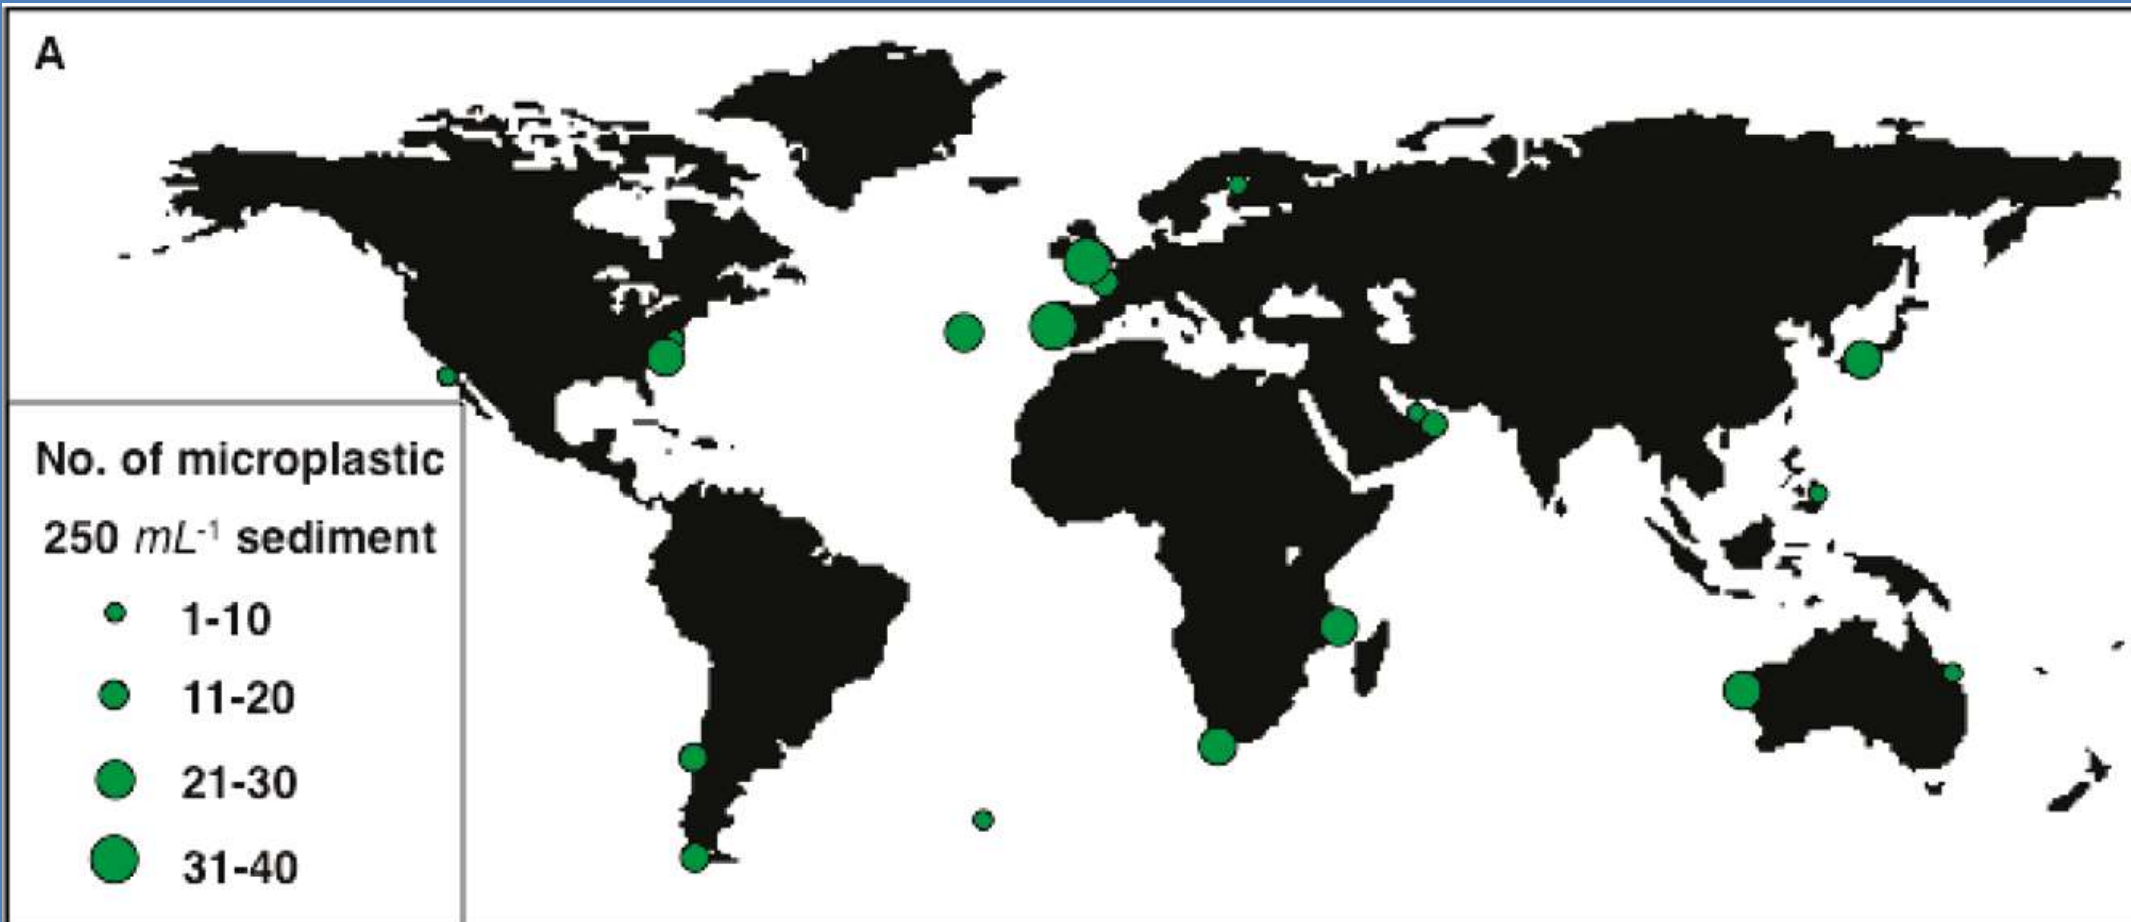 A
No. of microplastic
250 mL⁻¹ sediment
1-10
11-20
21-30
31-40